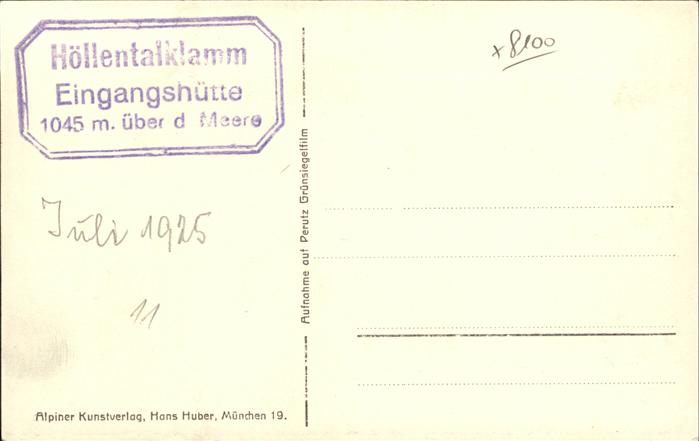 Höllentalklamm
Eingangshütte
1045 m. über d. Meere
x 8100
Juli 1925
11
Aufnahme auf Perutz Grünsiegelfilm
Alpiner Kunstverlag, Hans Huber, München 19.